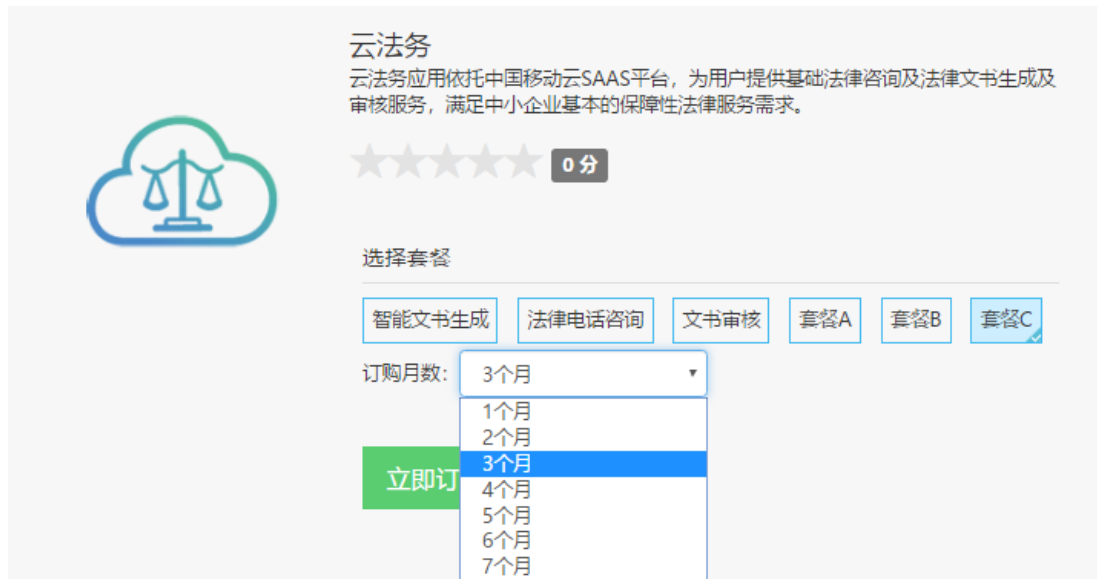 云法务
云法务应用依托中国移动云SAAS平台，为用户提供基础法律咨询及法律文书生成及
审核服务，满足中小企业基本的保障性法律服务需求。
0 分
选择套餐
智能文书生成 法律电话咨询 文书审核 套餐A 套餐B 套餐C
订购月数： 3个月
1个月
2个月
3个月
立即订
4个月
5个月
6个月
7个月